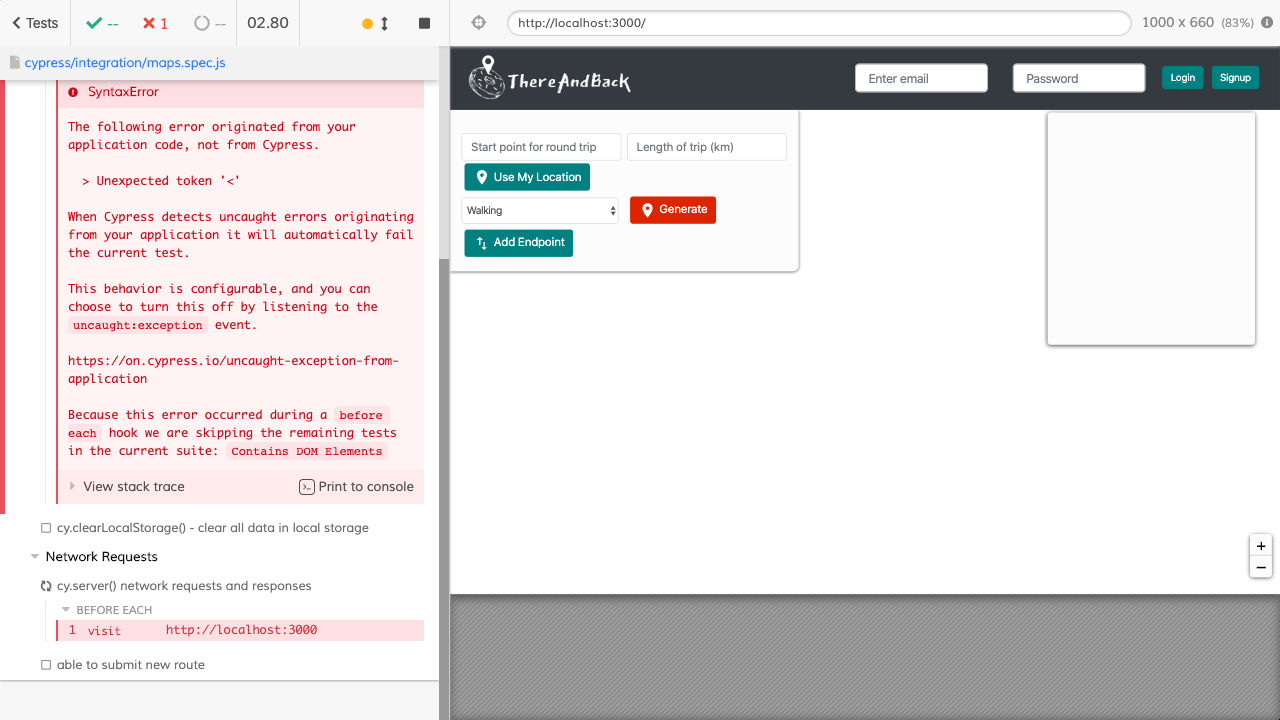 Tests
--
1
--
02.80
http://localhost:3000/
1000 x 660 (83%)
cypress/integration/maps.spec.js
SyntaxError
The following error originated from your
application code, not from Cypress.
> Unexpected token '<'
When Cypress detects uncaught errors originating
from your application it will automatically fail
the current test.
This behavior is configurable, and you can
choose to turn this off by listening to the
uncaught:exception event.
https://on.cypress.io/uncaught-exception-from-
application
Because this error occurred during a before
each hook we are skipping the remaining tests
in the current suite: Contains DOM Elements
View stack trace
Print to console
cy.clearLocalStorage() - clear all data in local storage
Network Requests
cy.server() network requests and responses
BEFORE EACH
1 visit http://localhost:3000
able to submit new route
ThereAndBack
Enter email
Password
Login
Signup
Start point for round trip
Length of trip (km)
Use My Location
Walking
Generate
Add Endpoint
+
−